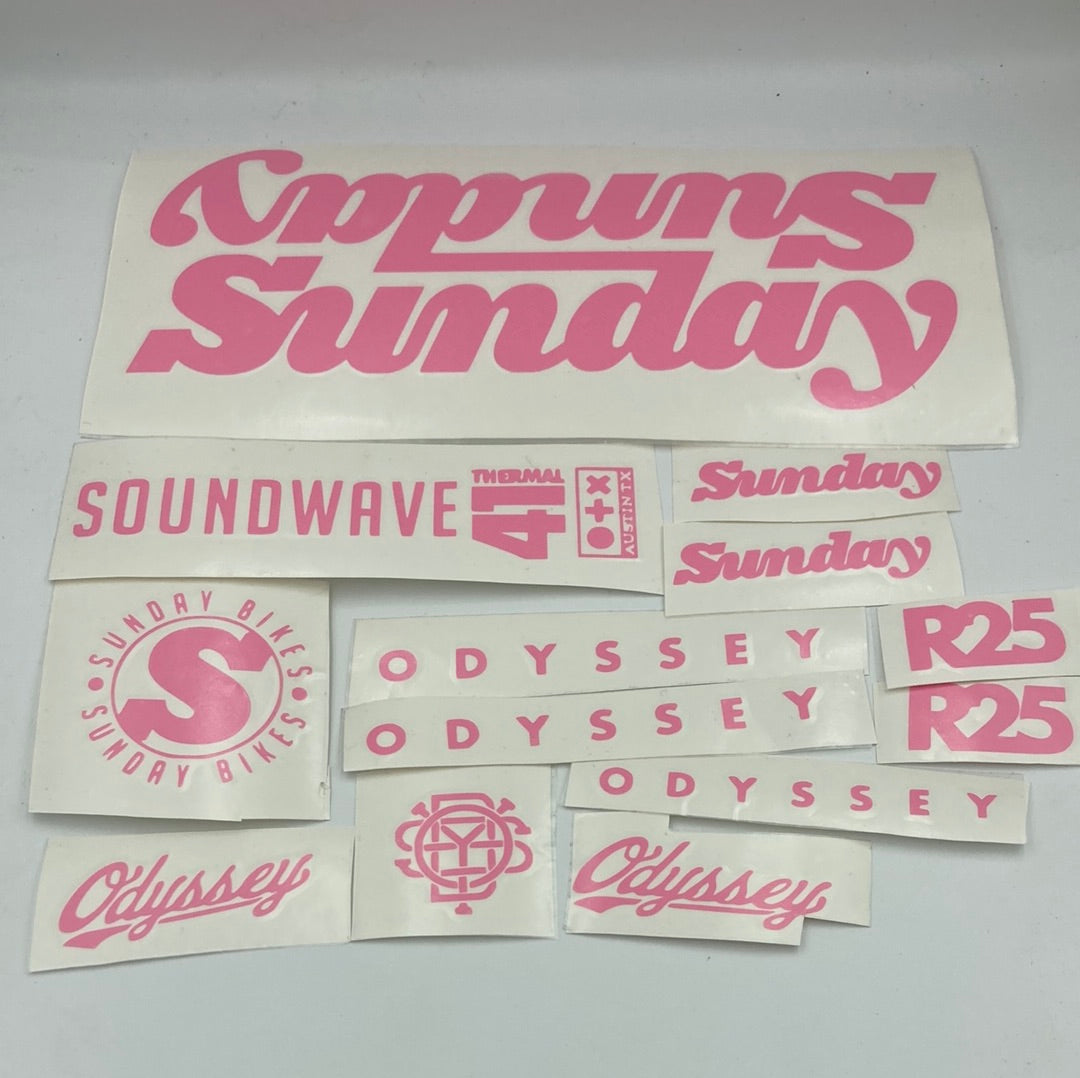 Sunday
Sunday
SOUNDWAVE
THERMAL
41
AUSTIN TX
Sunday
Sunday
SUNDAY BIKES
S
SUNDAY BIKES
ODYSSEY
R25
ODYSSEY
R25
ODYSSEY
Odyssey
Odyssey